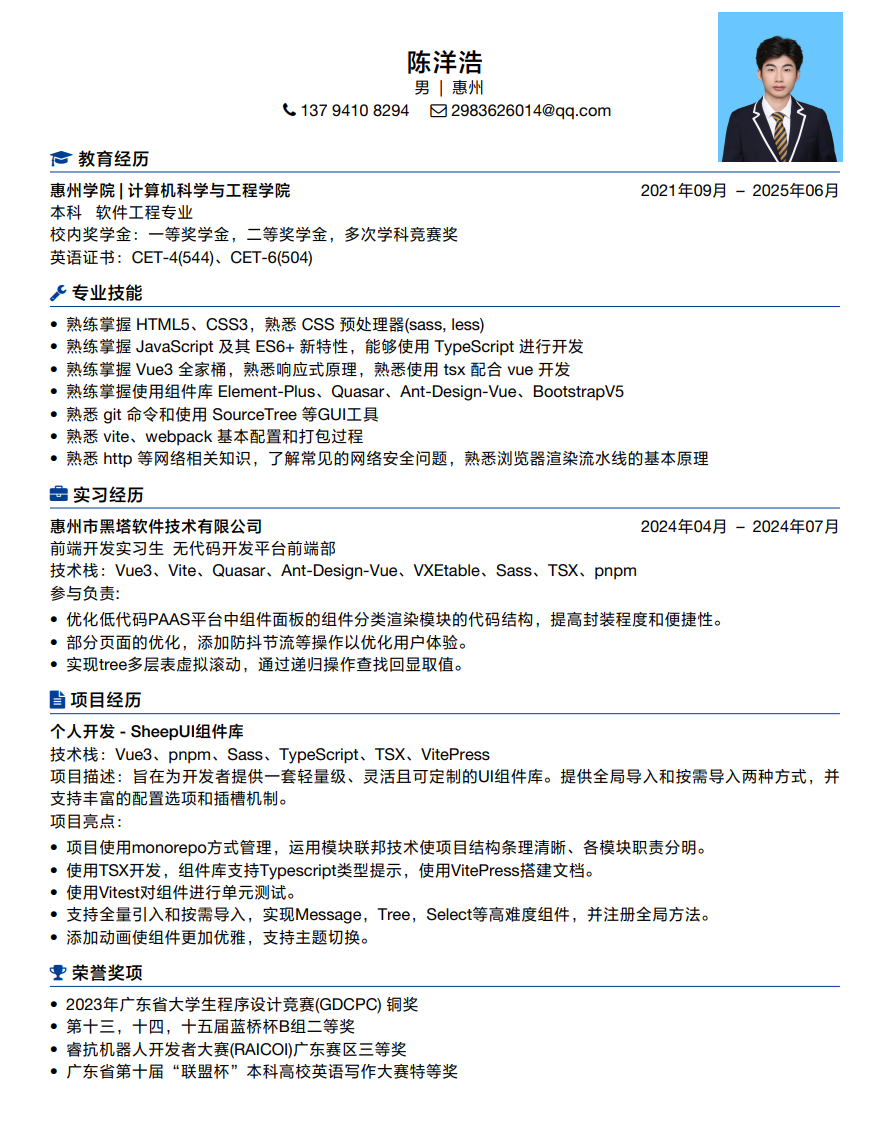 陈洋浩
男 | 惠州
137 9410 8294 2983626014@qq.com
教育经历
惠州学院 | 计算机科学与工程学院 2021年09月 – 2025年06月
本科 软件工程专业
校内奖学金：一等奖学金，二等奖学金，多次学科竞赛奖
英语证书：CET-4(544)、CET-6(504)
专业技能
• 熟练掌握 HTML5、CSS3，熟悉 CSS 预处理器(sass, less)
• 熟练掌握 JavaScript 及其 ES6+ 新特性，能够使用 TypeScript 进行开发
• 熟练掌握 Vue3 全家桶，熟悉响应式原理，熟悉使用 tsx 配合 vue 开发
• 熟练掌握使用组件库 Element-Plus、Quasar、Ant-Design-Vue、BootstrapV5
• 熟悉 git 命令和使用 SourceTree 等GUI工具
• 熟悉 vite、webpack 基本配置和打包过程
• 熟悉 http 等网络相关知识，了解常见的网络安全问题，熟悉浏览器渲染流水线的基本原理
实习经历
惠州市黑塔软件技术有限公司 2024年04月 – 2024年07月
前端开发实习生 无代码开发平台前端部
技术栈：Vue3、Vite、Quasar、Ant-Design-Vue、VXEtable、Sass、TSX、pnpm
参与负责:
• 优化低代码PAAS平台中组件面板的组件分类渲染模块的代码结构，提高封装程度和便捷性。
• 部分页面的优化，添加防抖节流等操作以优化用户体验。
• 实现tree多层表虚拟滚动，通过递归操作查找回显取值。
项目经历
个人开发 - SheepUI组件库
技术栈：Vue3、pnpm、Sass、TypeScript、TSX、VitePress
项目描述：旨在为开发者提供一套轻量级、灵活且可定制的UI组件库。提供全局导入和按需导入两种方式，并
支持丰富的配置选项和插槽机制。
项目亮点：
• 项目使用monorepo方式管理，运用模块联邦技术使项目结构条理清晰、各模块职责分明。
• 使用TSX开发，组件库支持Typescript类型提示，使用VitePress搭建文档。
• 使用Vitest对组件进行单元测试。
• 支持全量引入和按需导入，实现Message，Tree，Select等高难度组件，并注册全局方法。
• 添加动画使组件更加优雅，支持主题切换。
荣誉奖项
• 2023年广东省大学生程序设计竞赛(GDCPC) 铜奖
• 第十三，十四，十五届蓝桥杯B组二等奖
• 睿抗机器人开发者大赛(RAICOI)广东赛区三等奖
• 广东省第十届“联盟杯”本科高校英语写作大赛特等奖